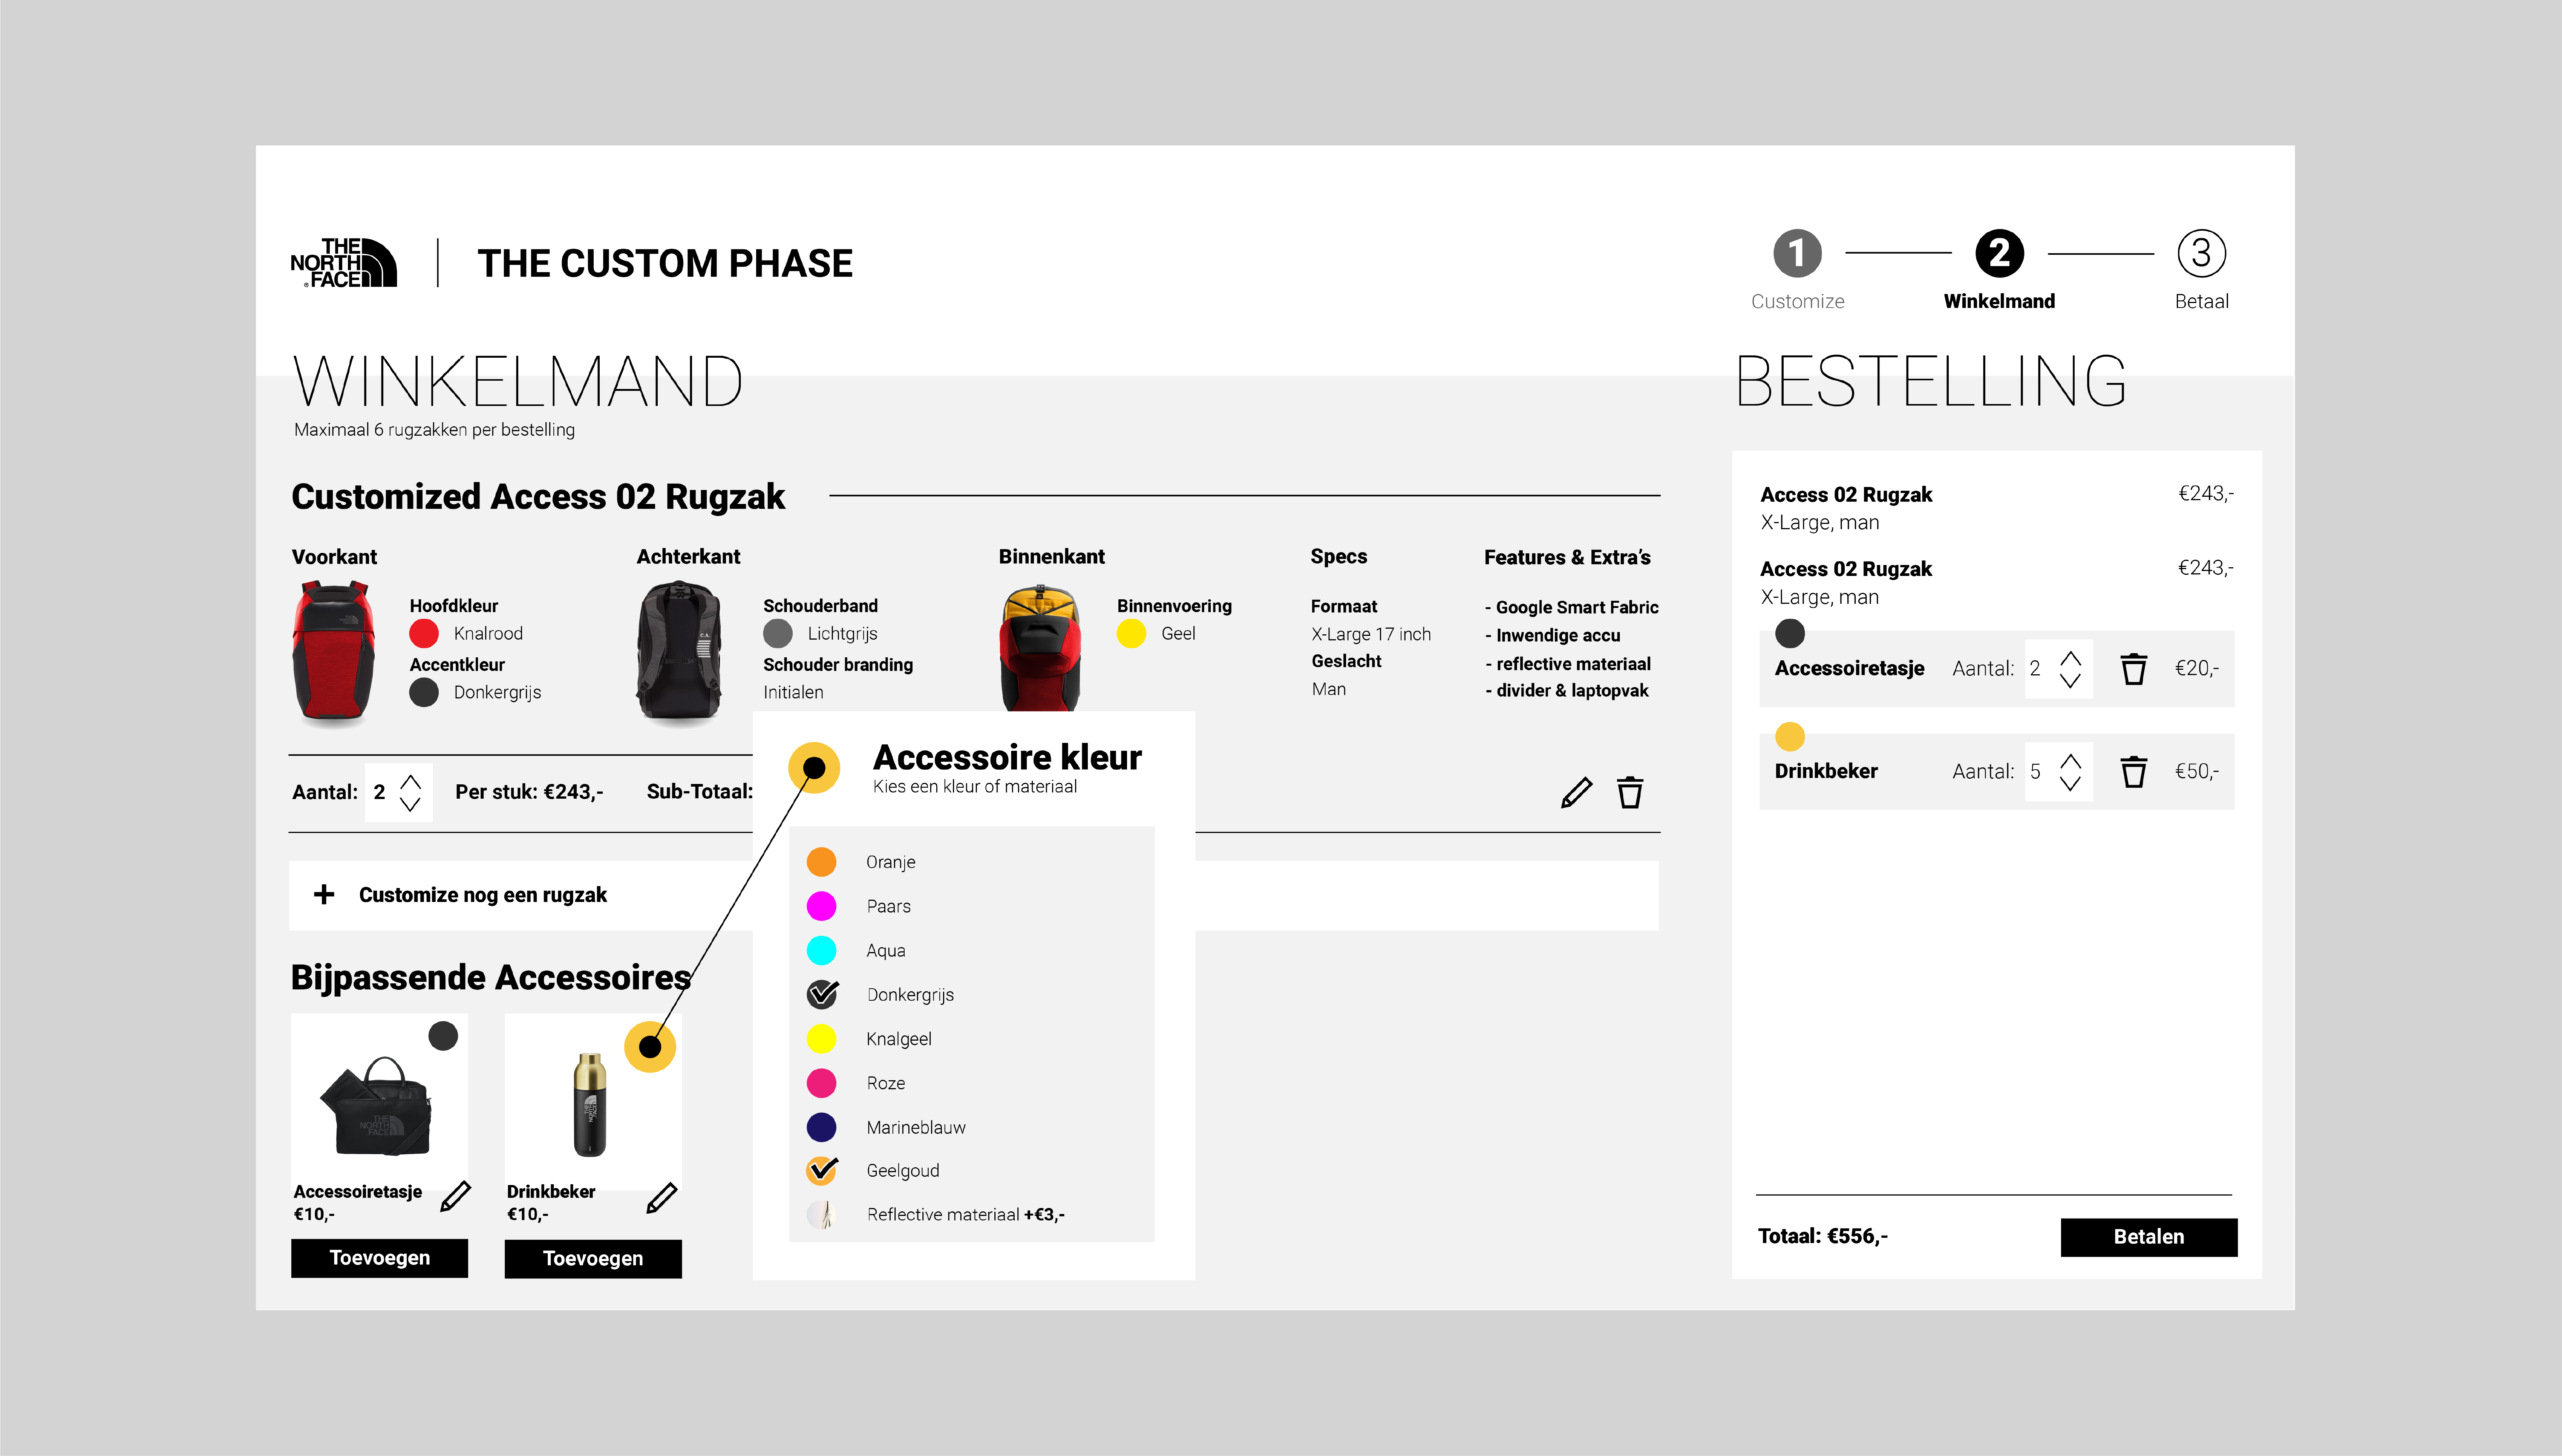 THE
NORTH
FACE
THE CUSTOM PHASE
1
2
3
Customize
Winkelmand
Betaal
WINKELMAND
Maximaal 6 rugzakken per bestelling
Customized Access 02 Rugzak
Voorkant
Hoofdkleur
Knalrood
Accentkleur
Donkergrijs
Achterkant
C.A.
Schouderband
Lichtgrijs
Schouder branding
Initialen
Binnenkant
Binnenvoering
Geel
Specs
Formaat
X-Large 17 inch
Geslacht
Man
Features & Extra's
- Google Smart Fabric
- Inwendige accu
- reflective materiaal
- divider & laptopvak
Aantal: 2
Per stuk: €243,-
Sub-Totaal:
+ Customize nog een rugzak
Bijpassende Accessoires
THE
NORTH
FACE
Accessoiretasje
€10,-
Toevoegen
THE
NORTH
FACE
Drinkbeker
€10,-
Toevoegen
Accessoire kleur
Kies een kleur of materiaal
Oranje
Paars
Aqua
Donkergrijs
Knalgeel
Roze
Marineblauw
Geelgoud
Reflective materiaal +€3,-
BESTELLING
Access 02 Rugzak €243,-
X-Large, man
Access 02 Rugzak €243,-
X-Large, man
Accessoiretasje Aantal: 2 €20,-
Drinkbeker Aantal: 5 €50,-
Totaal: €556,-
Betalen